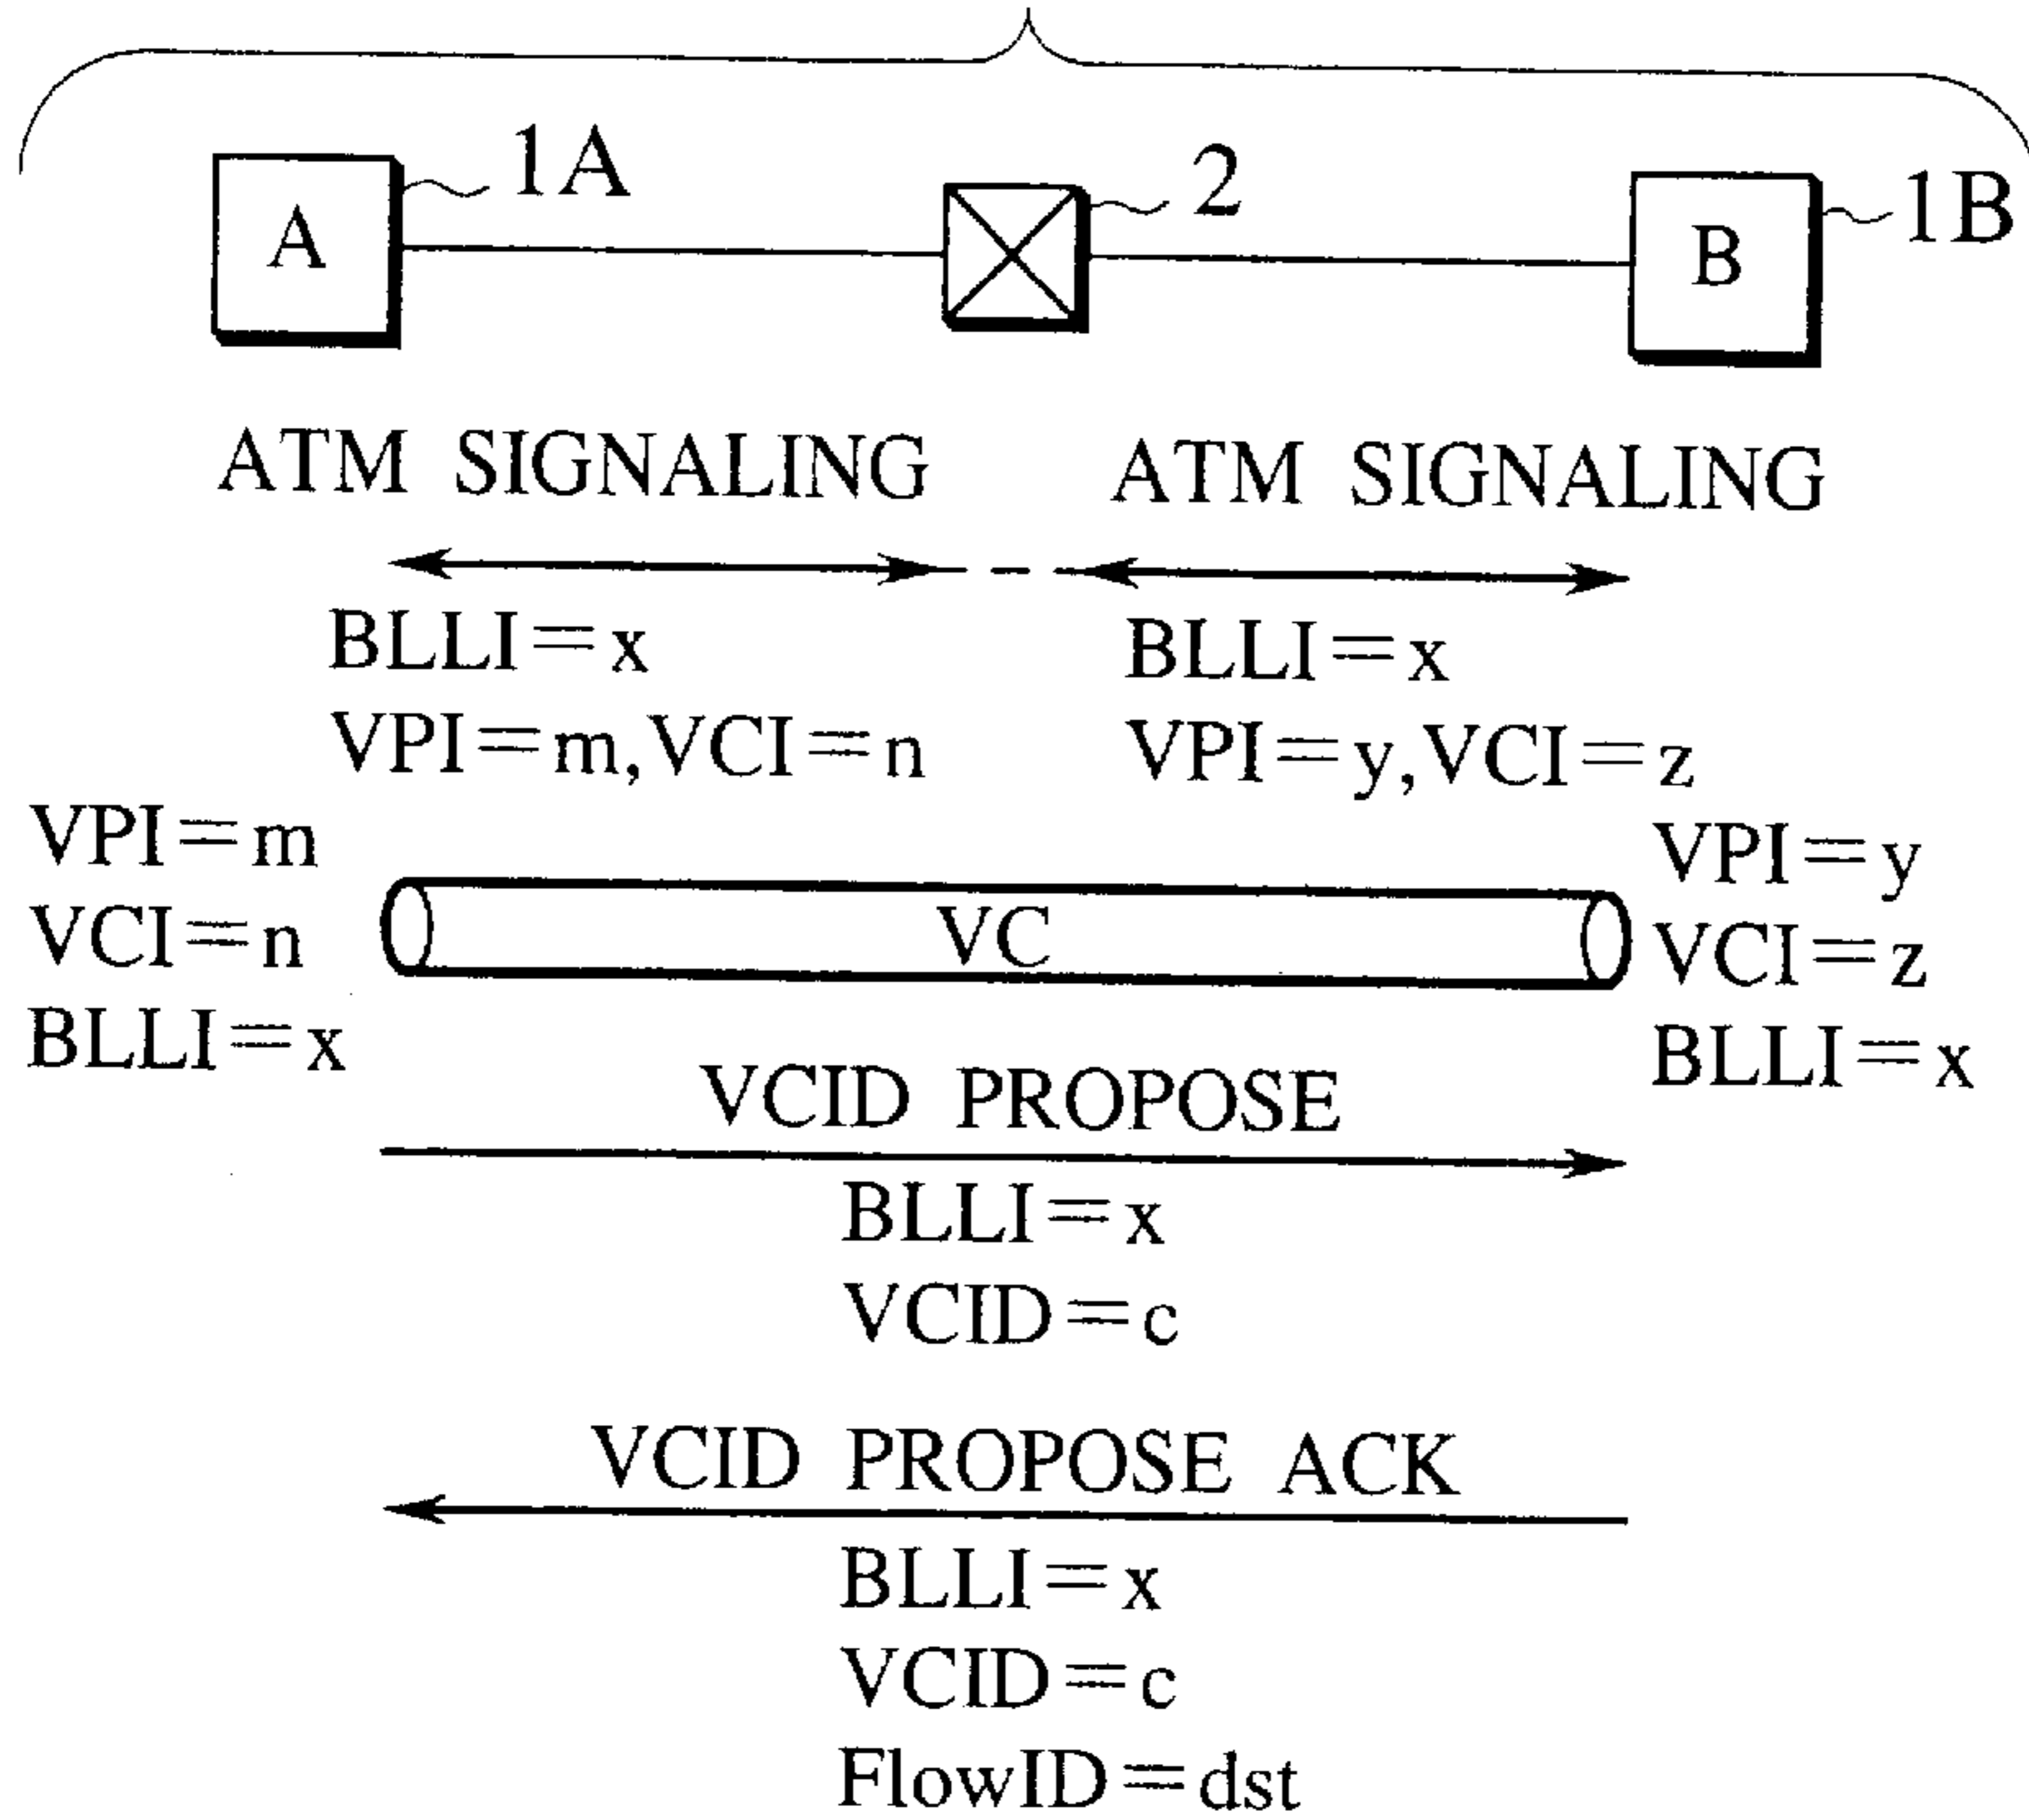 1A 2 1B
A B
ATM SIGNALING ATM SIGNALING
BLLI=x BLLI=x
VPI=m,VCI=n VPI=y,VCI=z
VPI=m VPI=y
VCI=n VC VCI=z
BLLI=x BLLI=x
VCID PROPOSE
BLLI=x
VCID=c
VCID PROPOSE ACK
BLLI=x
VCID=c
FlowID=dst